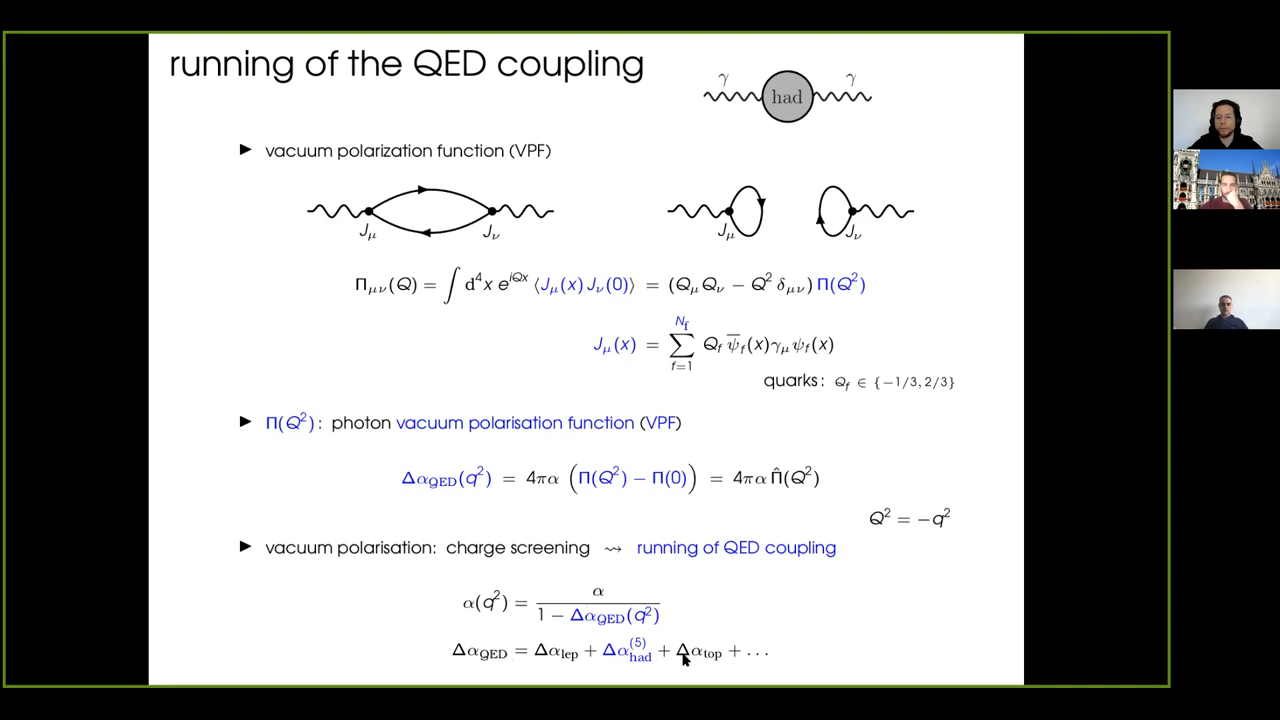 running of the QED coupling
γ had γ
▶ vacuum polarization function (VPF)
J_μ J_ν J_μ J_ν
Π_μν(Q) = ∫ d⁴x e^{iQx} ⟨J_μ(x) J_ν(0)⟩ = (Q_μ Q_ν − Q² δ_μν) Π(Q²)
J_μ(x) = ∑_{f=1}^{N_f} Q_f ψ̄_f(x)γ_μ ψ_f(x)
quarks: Q_f ∈ {−1/3, 2/3}
▶ Π(Q²): photon vacuum polarisation function (VPF)
Δα_QED(q²) = 4πα (Π(Q²) − Π(0)) = 4πα Π̂(Q²)
Q² = −q²
▶ vacuum polarisation: charge screening ⇝ running of QED coupling
α(q²) = α / (1 − Δα_QED(q²))
Δα_QED = Δα_lep + Δα_had^{(5)} + Δα_top + ...